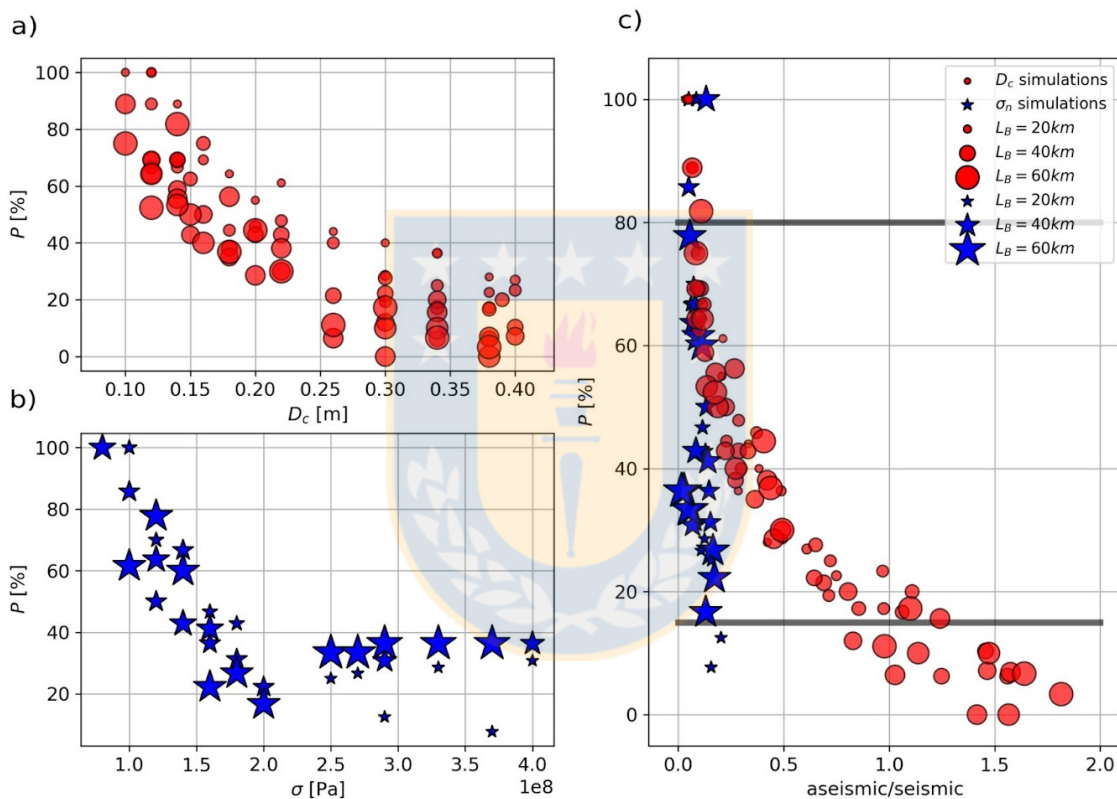 a)
100
80
60
40
20
0
P [%]
0.10 0.15 0.20 0.25 0.30 0.35 0.40
D_c [m]
b)
100
80
60
40
20
P [%]
1.0 1.5 2.0 2.5 3.0 3.5 4.0
1e8
σ [Pa]
c)
100
80
60
40
20
0
P [%]
0.0 0.5 1.0 1.5 2.0
aseismic/seismic
D_c simulations
σ_n simulations
L_B = 20km
L_B = 40km
L_B = 60km
L_B = 20km
L_B = 40km
L_B = 60km